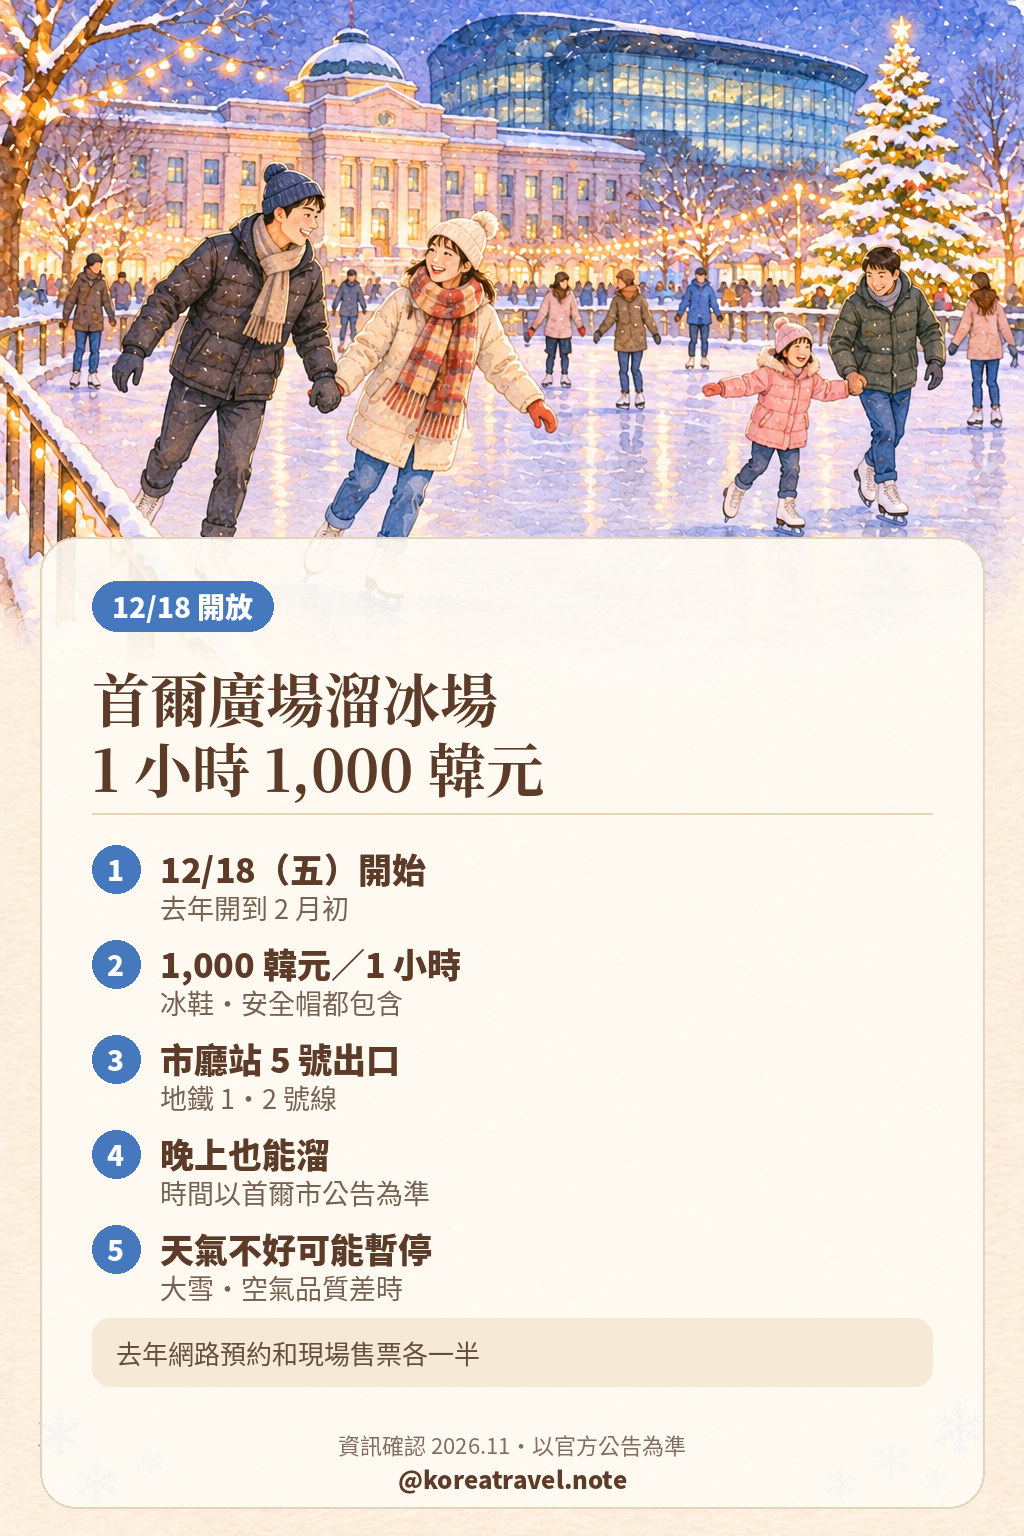 12/18 開放
首爾廣場溜冰場
1 小時 1,000 韓元
1
12/18（五）開始
去年開到 2 月初
2
1,000 韓元／1 小時
冰鞋・安全帽都包含
3
市廳站 5 號出口
地鐵 1・2 號線
4
晚上也能溜
時間以首爾市公告為準
5
天氣不好可能暫停
大雪・空氣品質差時
去年網路預約和現場售票各一半
資訊確認 2026.11・以官方公告為準
@koreatravel.note